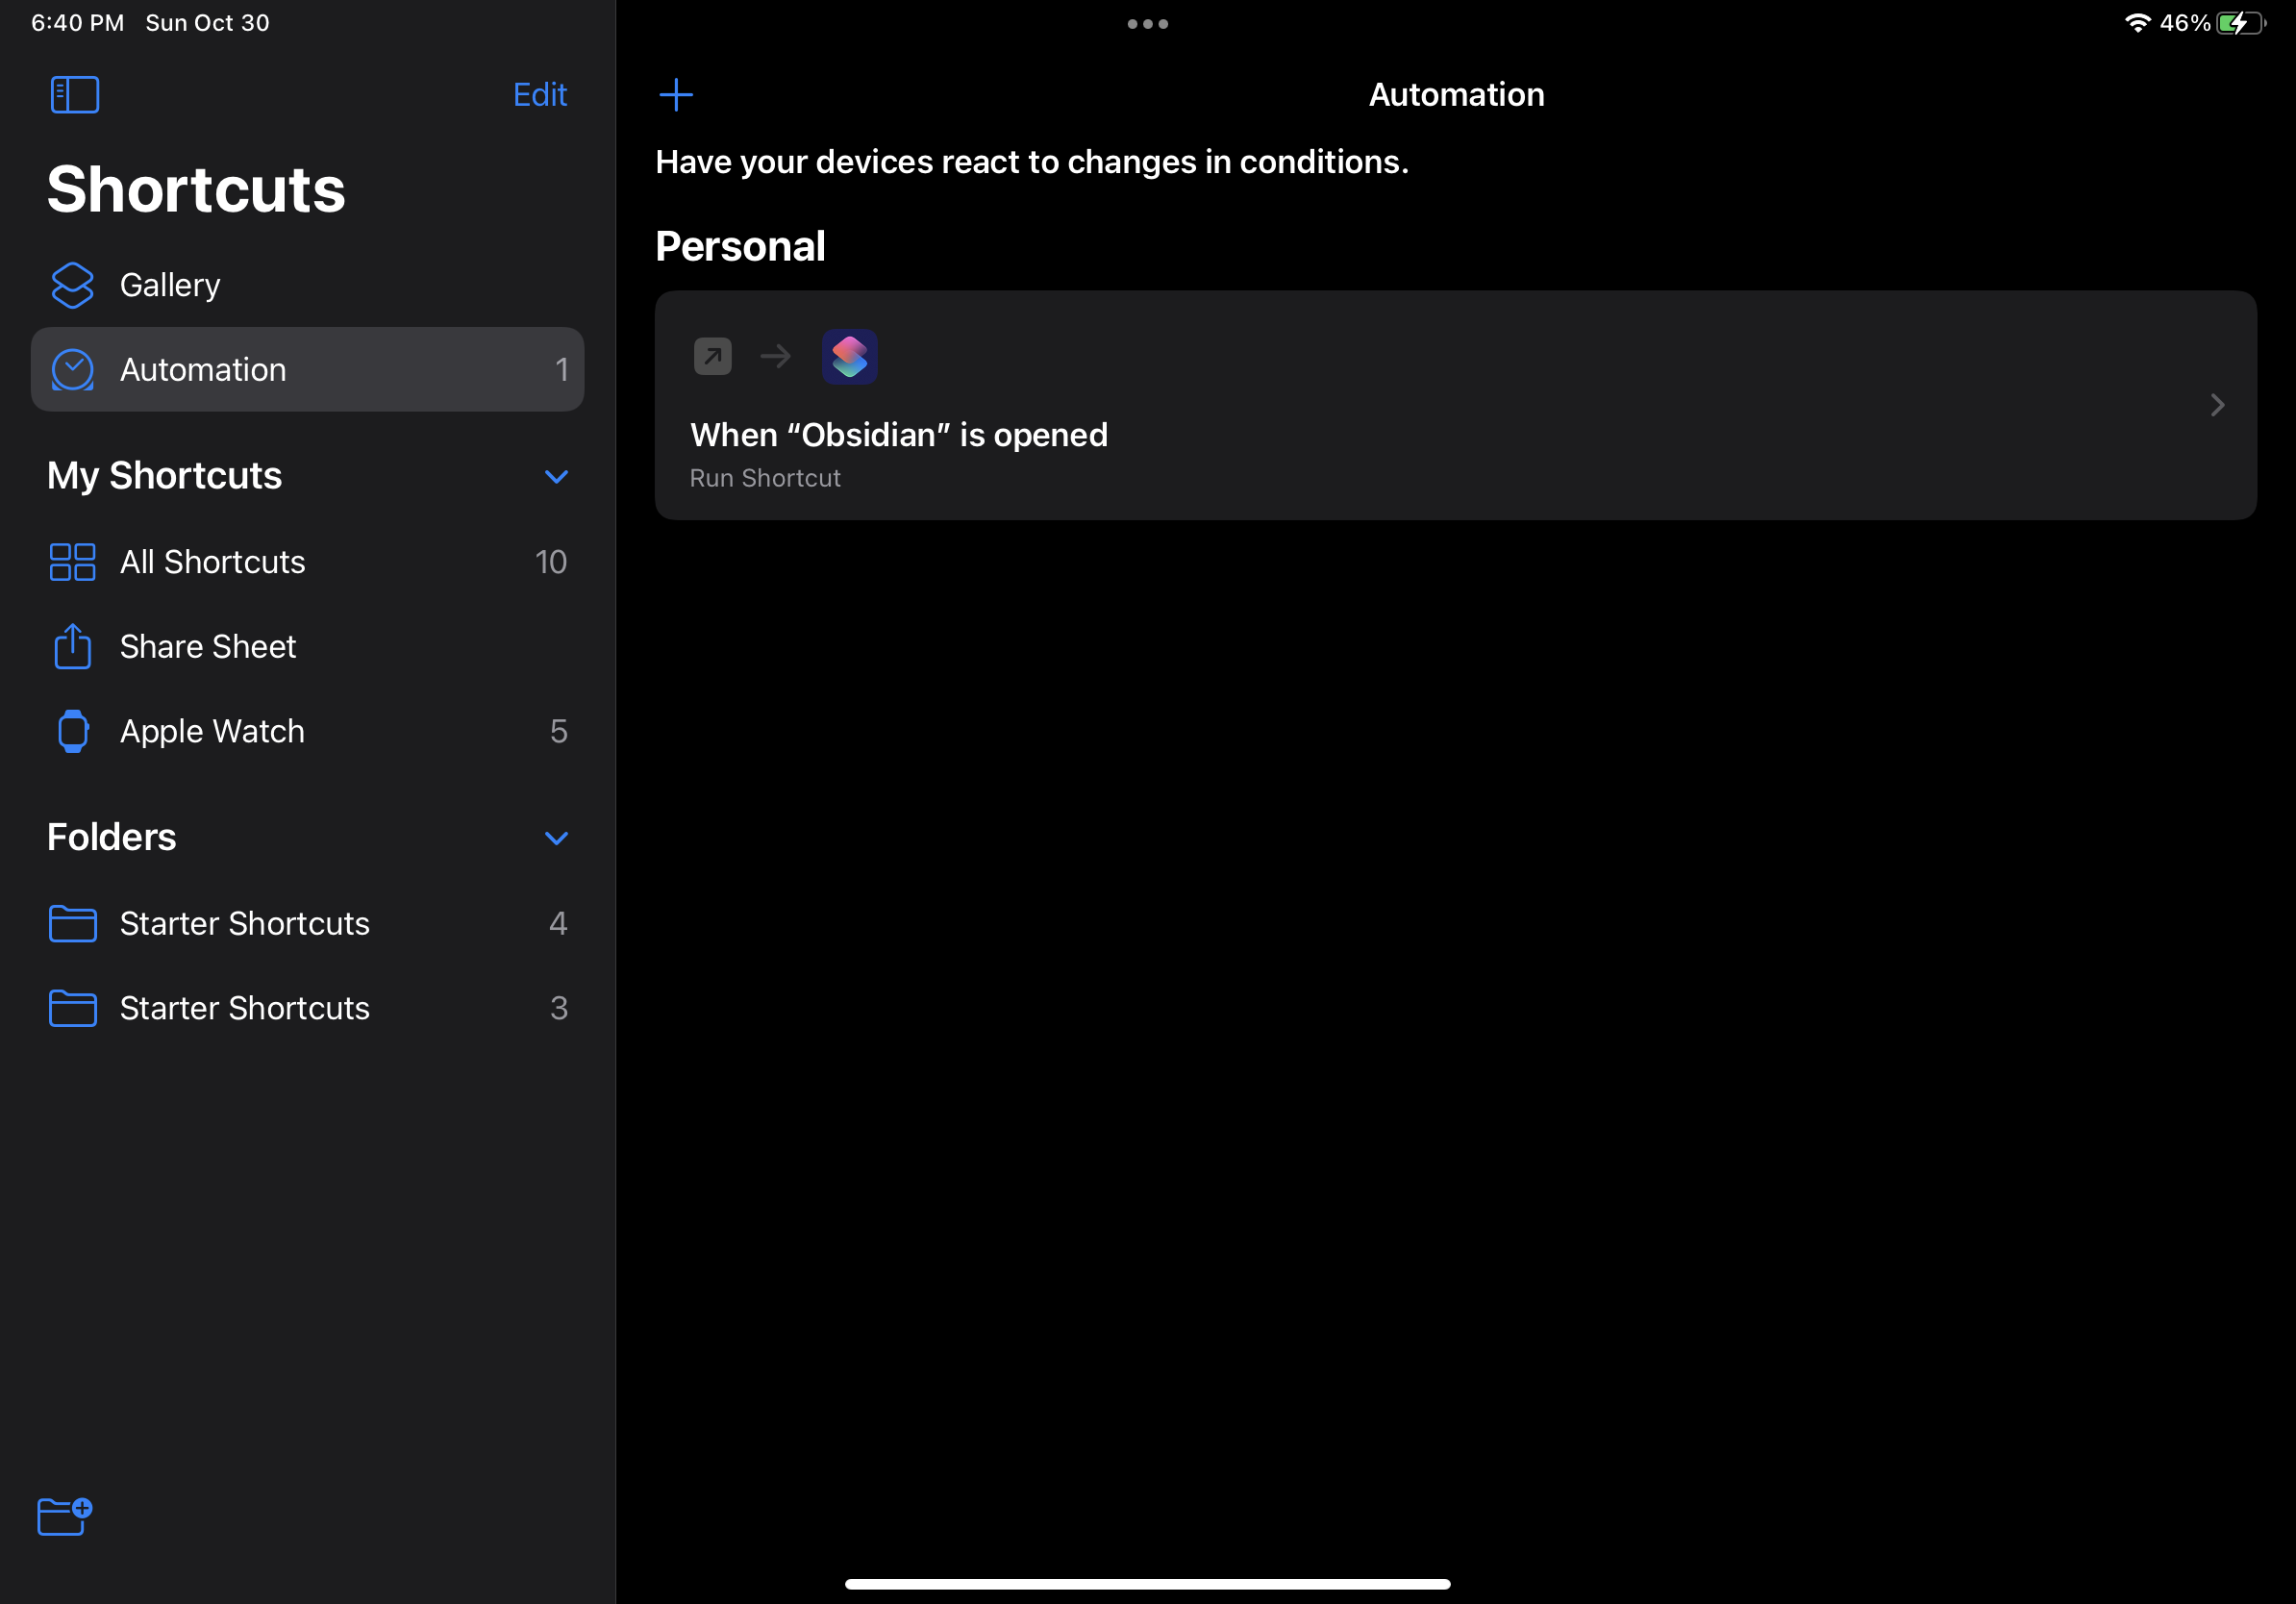 6:40 PM Sun Oct 30
46%
Edit
Shortcuts
Gallery
Automation 1
My Shortcuts
All Shortcuts 10
Share Sheet
Apple Watch 5
Folders
Starter Shortcuts 4
Starter Shortcuts 3
Automation
Have your devices react to changes in conditions.
Personal
When “Obsidian” is opened
Run Shortcut